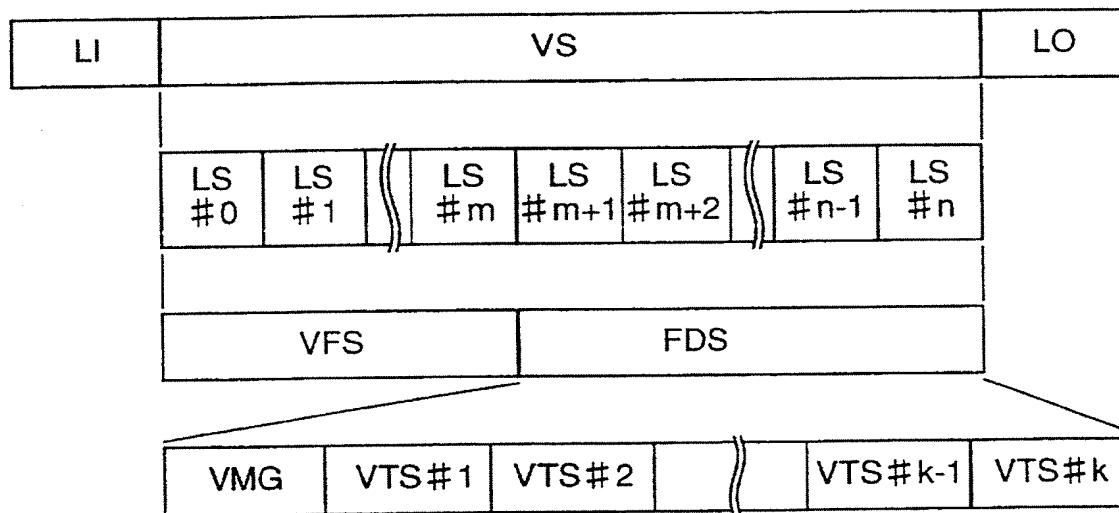 LI VS LO
LS LS LS LS LS LS LS
#0 #1 #m #m+1 #m+2 #n-1 #n
VFS FDS
VMG VTS#1 VTS#2 VTS#k-1 VTS#k